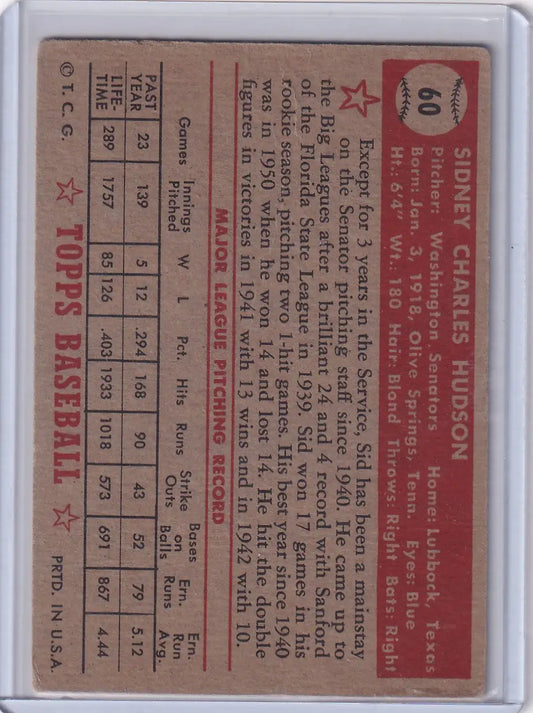 60
SIDNEY CHARLES HUDSON
Pitcher: Washington Senators Home: Lubbock, Texas
Born: Jan. 3, 1918, Olive Springs, Tenn. Eyes: Blue
Ht.: 6'4" Wt.: 180 Hair: Bland Throws: Right Bats: Right
Except for 3 years in the Service, Sid has been a mainstay
on the Senator pitching staff since 1940. He came up to
the Big Leagues after a brilliant 24 and 4 record with Sanford
of the Florida State League in 1939. Sid won 17 games in his
rookie season, pitching two 1-hit games. His best year since 1940
was in 1950 when he won 14 and lost 14. He hit the double
figures in victories in 1941 with 13 wins and in 1942 with 10.
MAJOR LEAGUE PITCHING RECORD
Games Innings Pitched W L Pct. Hits Runs Strike Outs Bases on Balls Ern. Runs Ern. Run Avg.
PAST YEAR 23 139 5 12 .294 168 90 43 52 79 5.12
LIFE-TIME 289 1757 85 126 .403 1933 1018 573 691 867 4.44
© T. C. G. TOPPS BASEBALL PRTD. IN U.S.A.